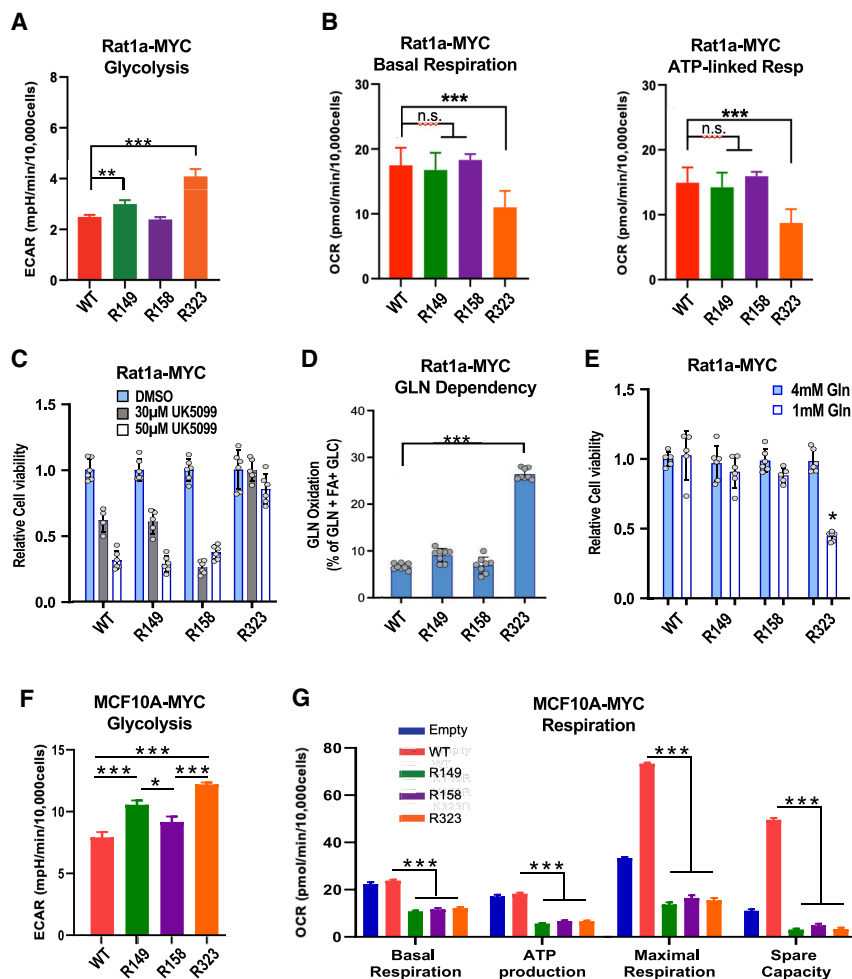 A
Rat1a-MYC
Glycolysis
ECAR (mpH/min/10,000cells)
6
4
2
0
***
**
WT
R149
R158
R323
B
Rat1a-MYC
Basal Respiration
OCR (pmol/min/10,000cells)
30
20
10
0
***
n.s.
WT
R149
R158
R323
Rat1a-MYC
ATP-linked Resp
OCR (pmol/min/10,000cells)
30
20
10
0
***
n.s.
WT
R149
R158
R323
C
Rat1a-MYC
DMSO
30μM UK5099
50μM UK5099
Relative Cell viability
1.5
1.0
0.5
0.0
WT
R149
R158
R323
D
Rat1a-MYC
GLN Dependency
GLN Oxidation
(% of GLN + FA+ GLC)
40
30
20
10
0
***
WT
R149
R158
R323
E
Rat1a-MYC
4mM Gln
1mM Gln
Relative Cell viability
1.5
1.0
0.5
0.0
*
WT
R149
R158
R323
F
MCF10A-MYC
Glycolysis
ECAR (mpH/min/10,000cells)
15
10
5
0
***
***
*
***
WT
R149
R158
R323
G
MCF10A-MYC
Respiration
Empty
WT
R149
R158
R323
OCR (pmol/min/10,000cells)
80
60
40
20
0
***
***
***
***
Basal
Respiration
ATP
production
Maximal
Respiration
Spare
Capacity